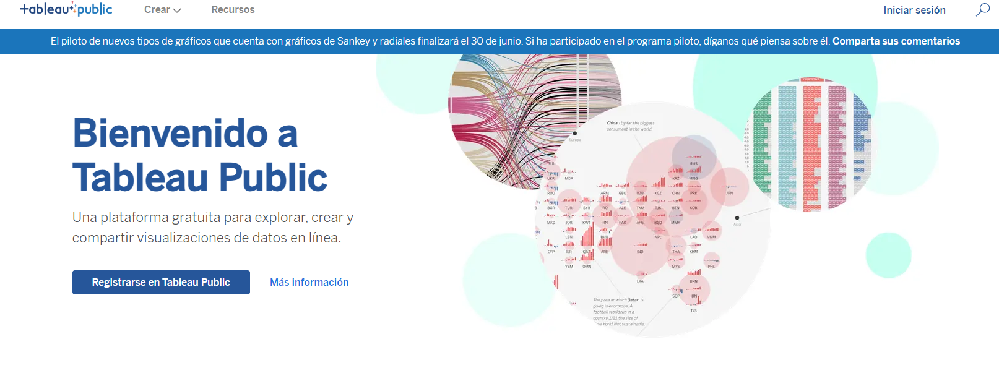 tableau public
Crear
Recursos
Iniciar sesión
El piloto de nuevos tipos de gráficos que cuenta con gráficos de Sankey y radiales finalizará el 30 de junio. Si ha participado en el programa piloto, díganos qué piensa sobre él. Comparta sus comentarios
Bienvenido a
Tableau Public
Una plataforma gratuita para explorar, crear y
compartir visualizaciones de datos en línea.
Registrarse en Tableau Public
Más información
China - by far the biggest
consument in the world.
Europe
RUS
UKR MDA KAZ MNG
ROU ARM GEO UZB KGZ CHN PRK JPN
BGR TUR SYR IRQ AZE TKM TJK BTN KOR
MKD JOR KWT IRN PAK AFG BGD MMR
Asia
LBN BHR NPL LAO VNM
CYP ISR QAT ARE IND THA KHM
YEM OMN MYS PHL
LKA BRN
SGP IDN
TLS
The pace at which Qatar is
going is enormous. A
football worldcup in a
country 1/11 the size of
York? Not sustainable.